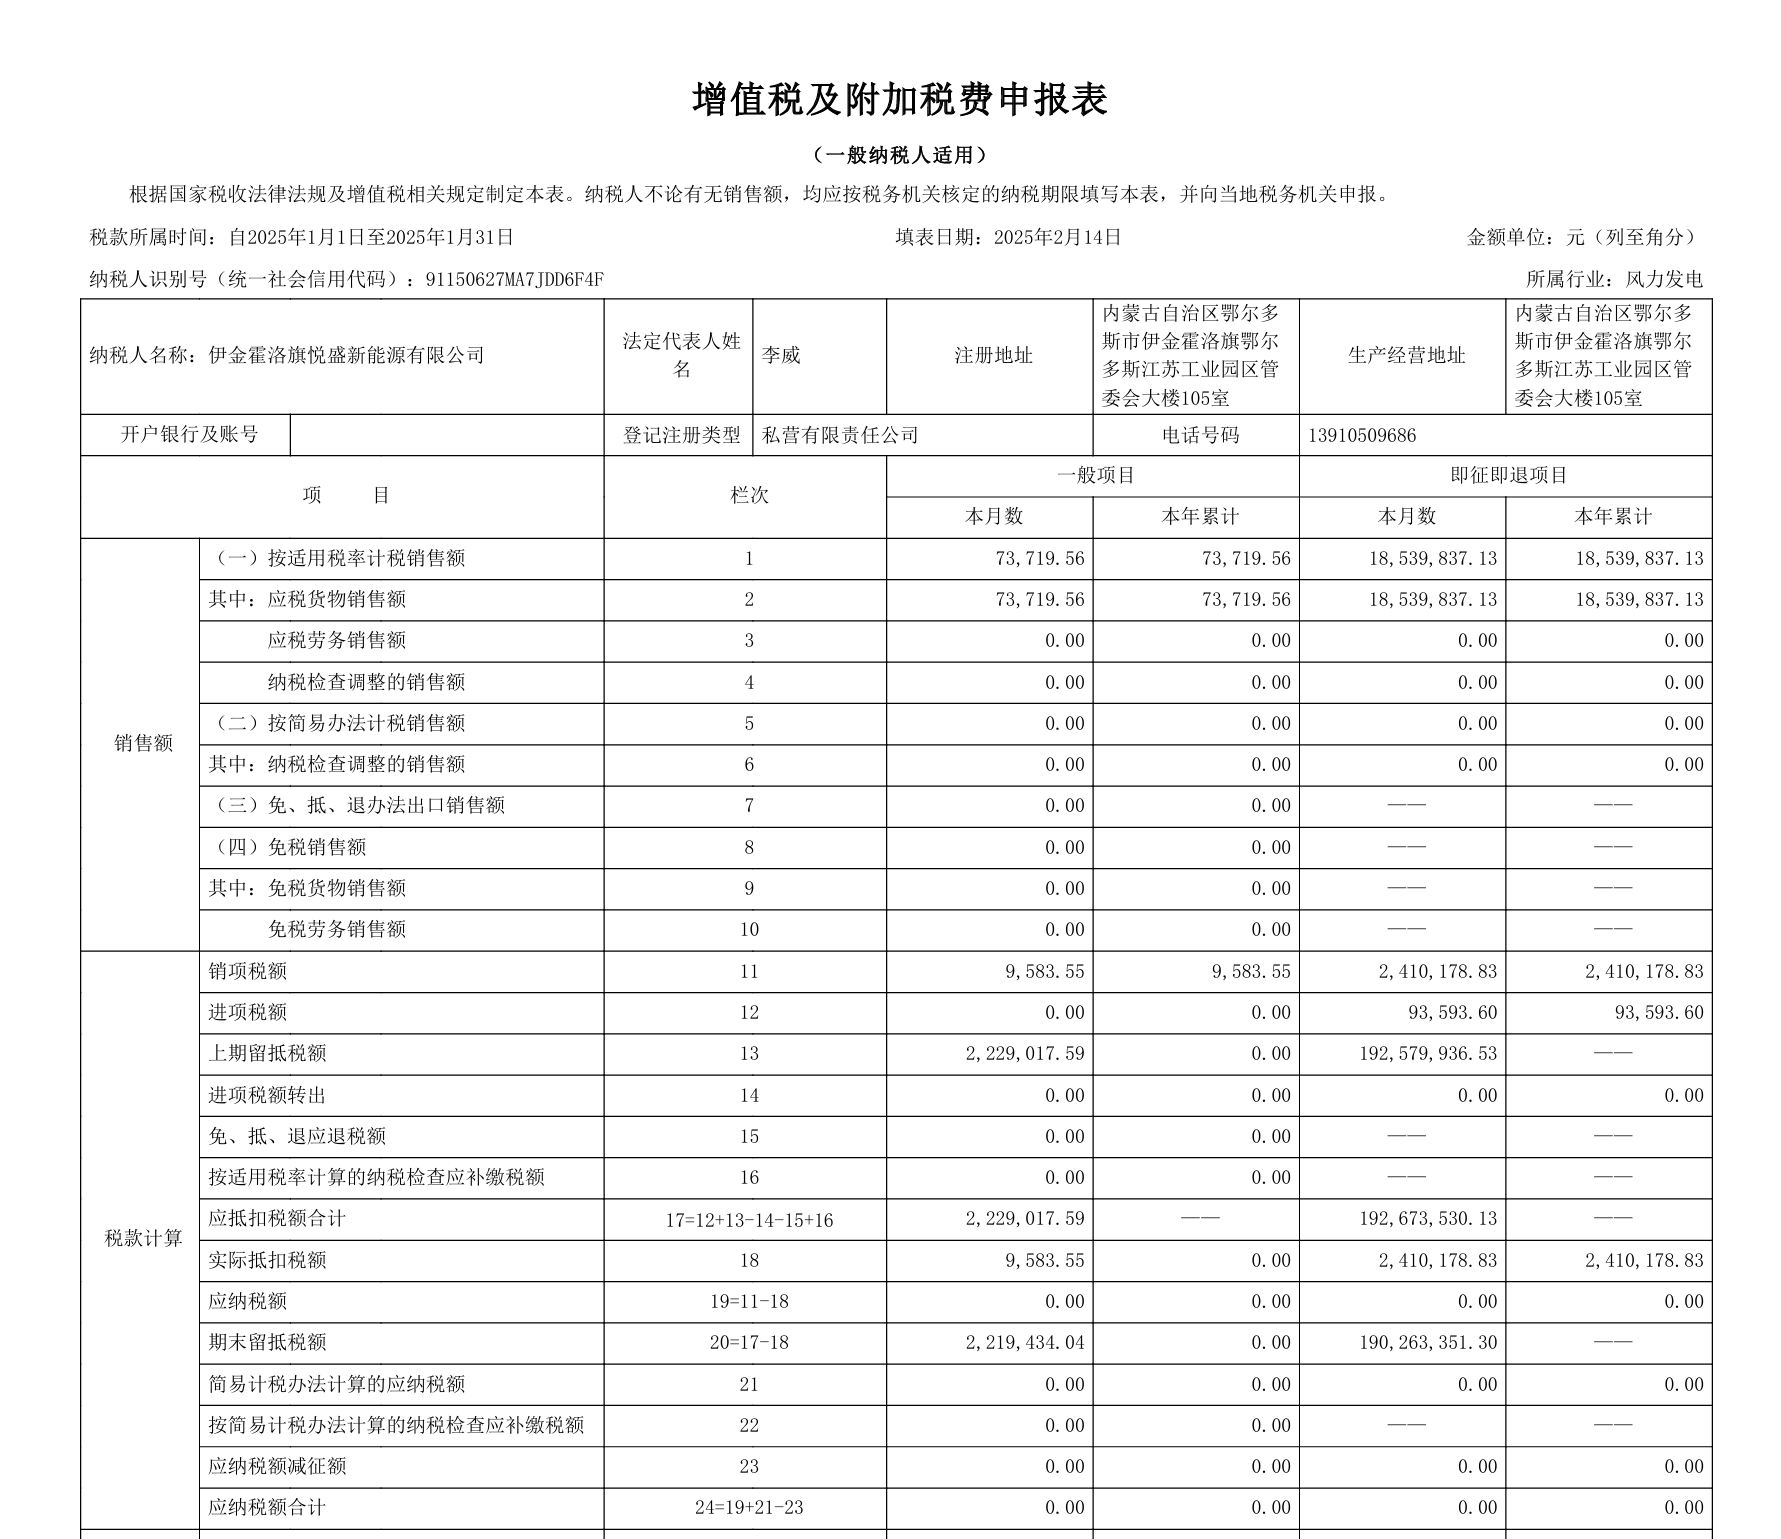 增值税及附加税费申报表
（一般纳税人适用）
根据国家税收法律法规及增值税相关规定制定本表。纳税人不论有无销售额，均应按税务机关核定的纳税期限填写本表，并向当地税务机关申报。
税款所属时间：自2025年1月1日至2025年1月31日 填表日期：2025年2月14日 金额单位：元（列至角分）
纳税人识别号（统一社会信用代码）：91150627MA7JDD6F4F 所属行业：风力发电
纳税人名称：伊金霍洛旗悦盛新能源有限公司 法定代表人姓名 李威 注册地址 内蒙古自治区鄂尔多斯市伊金霍洛旗鄂尔多斯江苏工业园区管委会大楼105室 生产经营地址 内蒙古自治区鄂尔多斯市伊金霍洛旗鄂尔多斯江苏工业园区管委会大楼105室
开户银行及账号 登记注册类型 私营有限责任公司 电话号码 13910509686
项 目 栏次 一般项目 即征即退项目
本月数 本年累计 本月数 本年累计
销售额
（一）按适用税率计税销售额 1 73,719.56 73,719.56 18,539,837.13 18,539,837.13
其中：应税货物销售额 2 73,719.56 73,719.56 18,539,837.13 18,539,837.13
应税劳务销售额 3 0.00 0.00 0.00 0.00
纳税检查调整的销售额 4 0.00 0.00 0.00 0.00
（二）按简易办法计税销售额 5 0.00 0.00 0.00 0.00
其中：纳税检查调整的销售额 6 0.00 0.00 0.00 0.00
（三）免、抵、退办法出口销售额 7 0.00 0.00 —— ——
（四）免税销售额 8 0.00 0.00 —— ——
其中：免税货物销售额 9 0.00 0.00 —— ——
免税劳务销售额 10 0.00 0.00 —— ——
税款计算
销项税额 11 9,583.55 9,583.55 2,410,178.83 2,410,178.83
进项税额 12 0.00 0.00 93,593.60 93,593.60
上期留抵税额 13 2,229,017.59 0.00 192,579,936.53 ——
进项税额转出 14 0.00 0.00 0.00 0.00
免、抵、退应退税额 15 0.00 0.00 —— ——
按适用税率计算的纳税检查应补缴税额 16 0.00 0.00 —— ——
应抵扣税额合计 17=12+13-14-15+16 2,229,017.59 —— 192,673,530.13 ——
实际抵扣税额 18 9,583.55 0.00 2,410,178.83 2,410,178.83
应纳税额 19=11-18 0.00 0.00 0.00 0.00
期末留抵税额 20=17-18 2,219,434.04 0.00 190,263,351.30 ——
简易计税办法计算的应纳税额 21 0.00 0.00 0.00 0.00
按简易计税办法计算的纳税检查应补缴税额 22 0.00 0.00 —— ——
应纳税额减征额 23 0.00 0.00 0.00 0.00
应纳税额合计 24=19+21-23 0.00 0.00 0.00 0.00